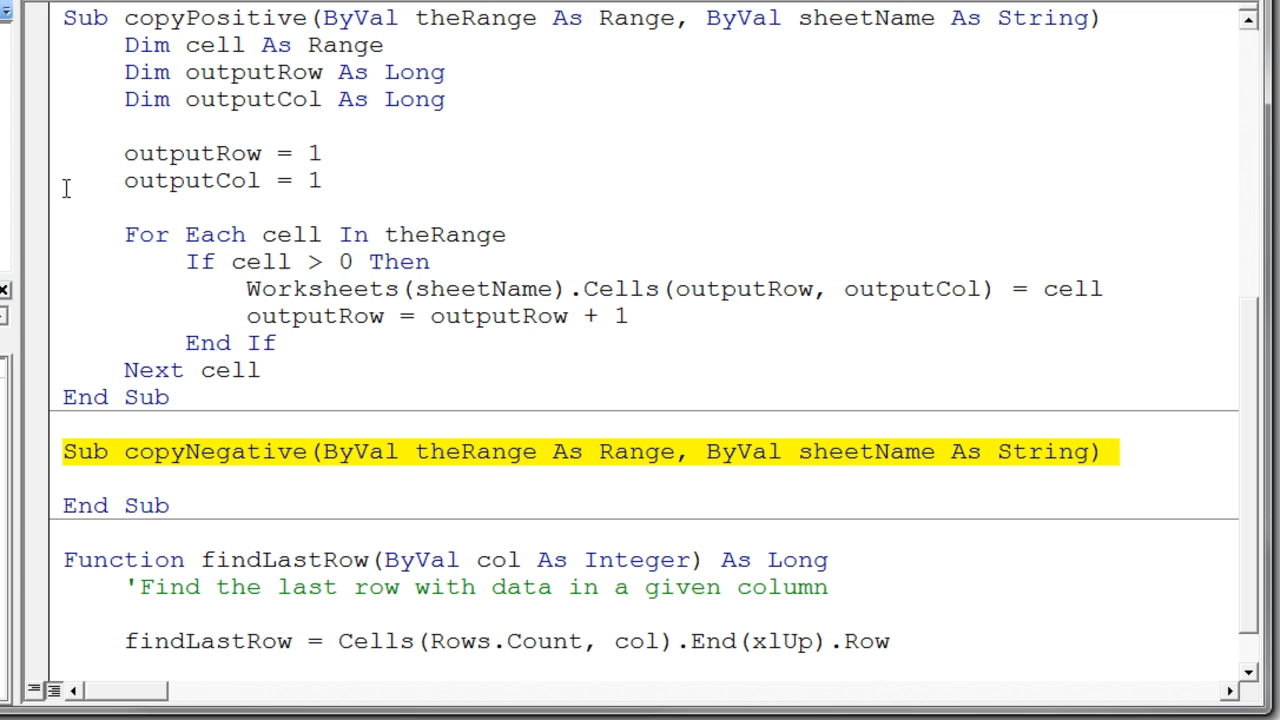 Sub copyPositive(ByVal theRange As Range, ByVal sheetName As String)
    Dim cell As Range
    Dim outputRow As Long
    Dim outputCol As Long

    outputRow = 1
    outputCol = 1

    For Each cell In theRange
        If cell > 0 Then
            Worksheets(sheetName).Cells(outputRow, outputCol) = cell
            outputRow = outputRow + 1
        End If
    Next cell
End Sub

Sub copyNegative(ByVal theRange As Range, ByVal sheetName As String)

End Sub

Function findLastRow(ByVal col As Integer) As Long
    'Find the last row with data in a given column

    findLastRow = Cells(Rows.Count, col).End(xlUp).Row